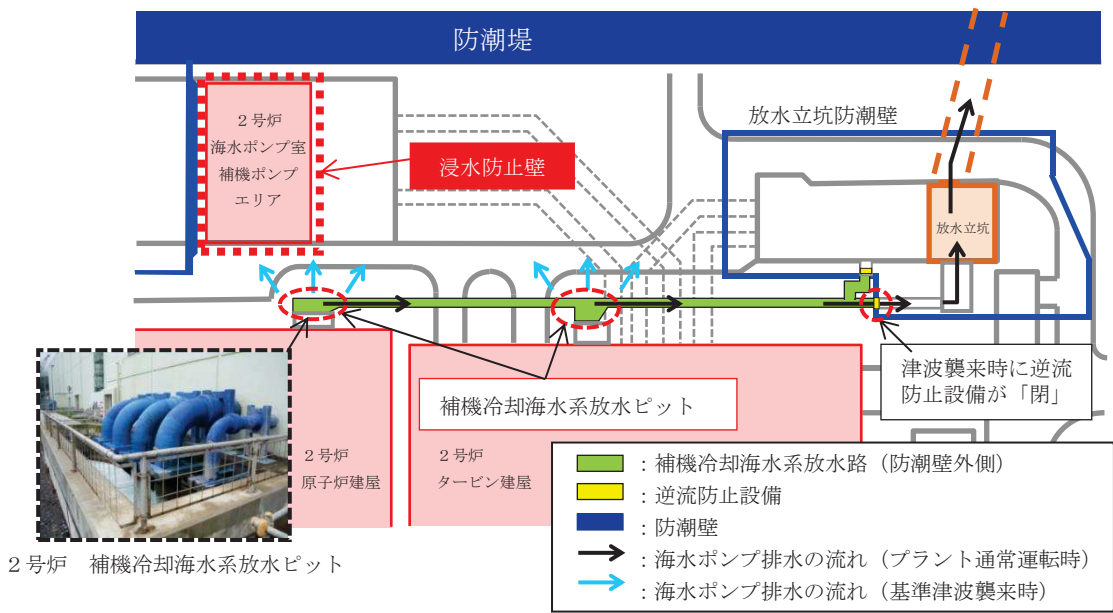 防潮堤
放水立坑防潮壁
2号炉
海水ポンプ室
補機ポンプ
エリア
浸水防止壁
放水立坑
津波襲来時に逆流
防止設備が「閉」
補機冷却海水系放水ピット
2号炉
原子炉建屋
2号炉
タービン建屋
：補機冷却海水系放水路（防潮壁外側）
：逆流防止設備
：防潮壁
：海水ポンプ排水の流れ（プラント通常運転時）
：海水ポンプ排水の流れ（基準津波襲来時）
2号炉　補機冷却海水系放水ピット